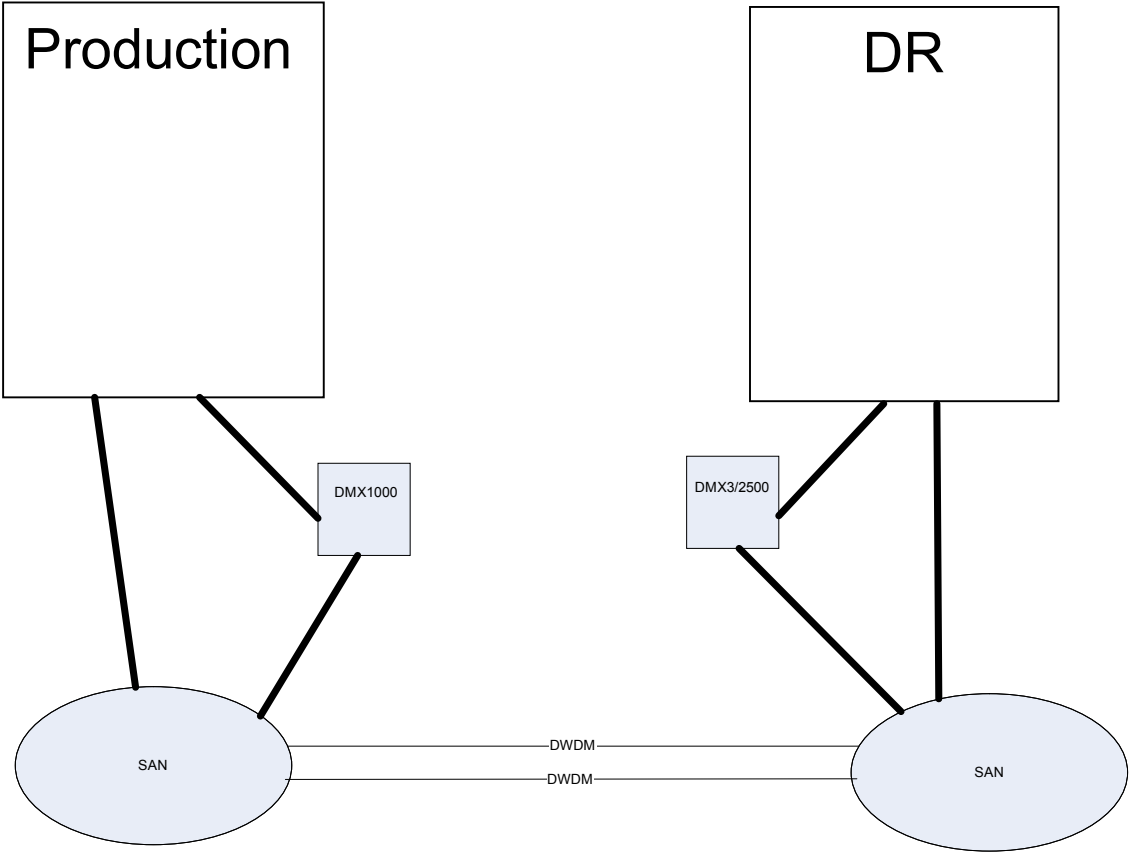 Production
DR
DMX1000
DMX3/2500
DWDM
DWDM
SAN
SAN